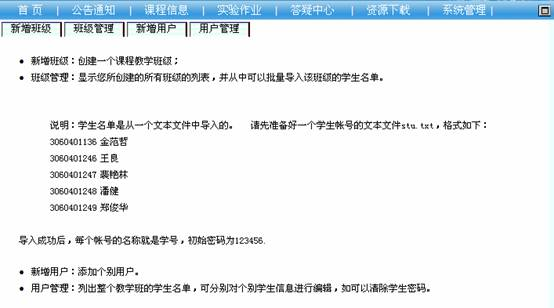 首 页 | 公告通知 | 课程信息 | 实验作业 | 答疑中心 | 资源下载 | 系统管理 |
新增班级 班级管理 新增用户 用户管理
• 新增班级：创建一个课程教学班级；
• 班级管理：显示您所创建的所有班级的列表，并从中可以批量导入该班级的学生名单。
说明：学生名单是从一个文本文件中导入的。 请先准备好一个学生帐号的文本文件stu.txt，格式如下：
3060401136 金范哲
3060401246 王良
3060401247 裴艳林
3060401248 潘健
3060401249 郑俊华
导入成功后，每个帐号的名称就是学号，初始密码为123456.
• 新增用户：添加个别用户。
• 用户管理：列出整个教学班的学生名单，可分别对个别学生信息进行编辑，如可以清除学生密码。